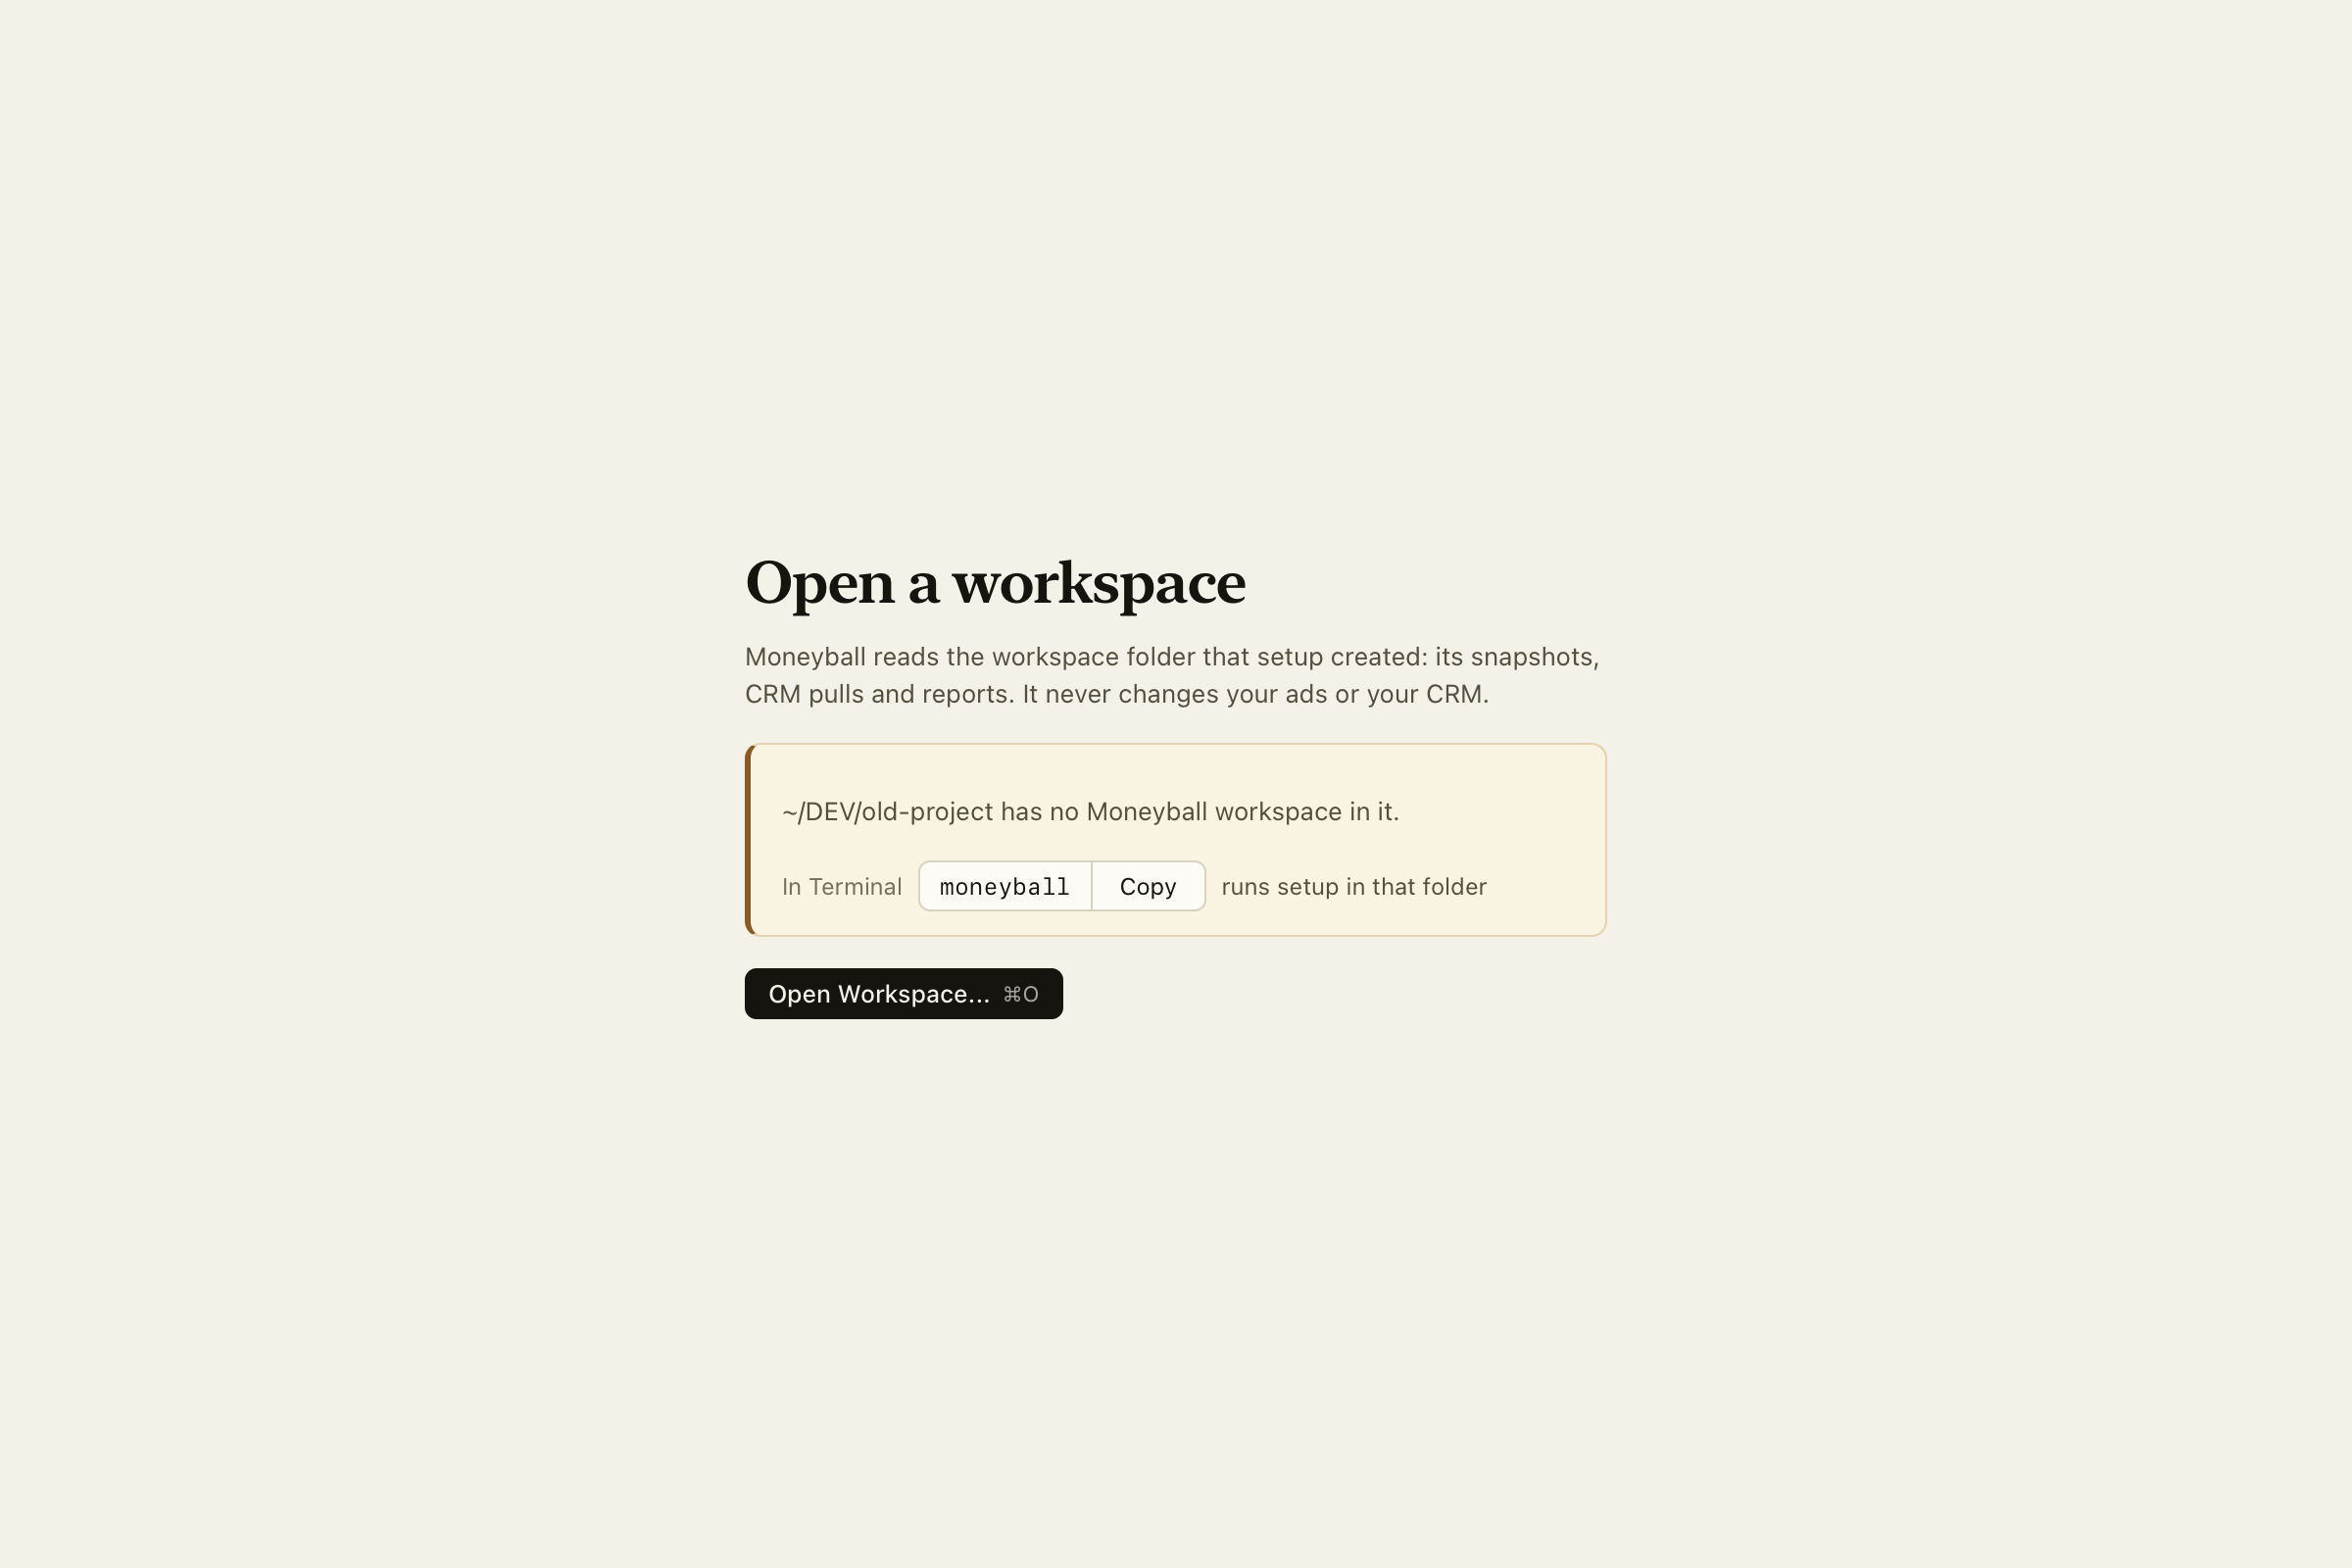 Open a workspace
Moneyball reads the workspace folder that setup created: its snapshots,
CRM pulls and reports. It never changes your ads or your CRM.
~/DEV/old-project has no Moneyball workspace in it.
In Terminal moneyball Copy runs setup in that folder
Open Workspace... ⌘O